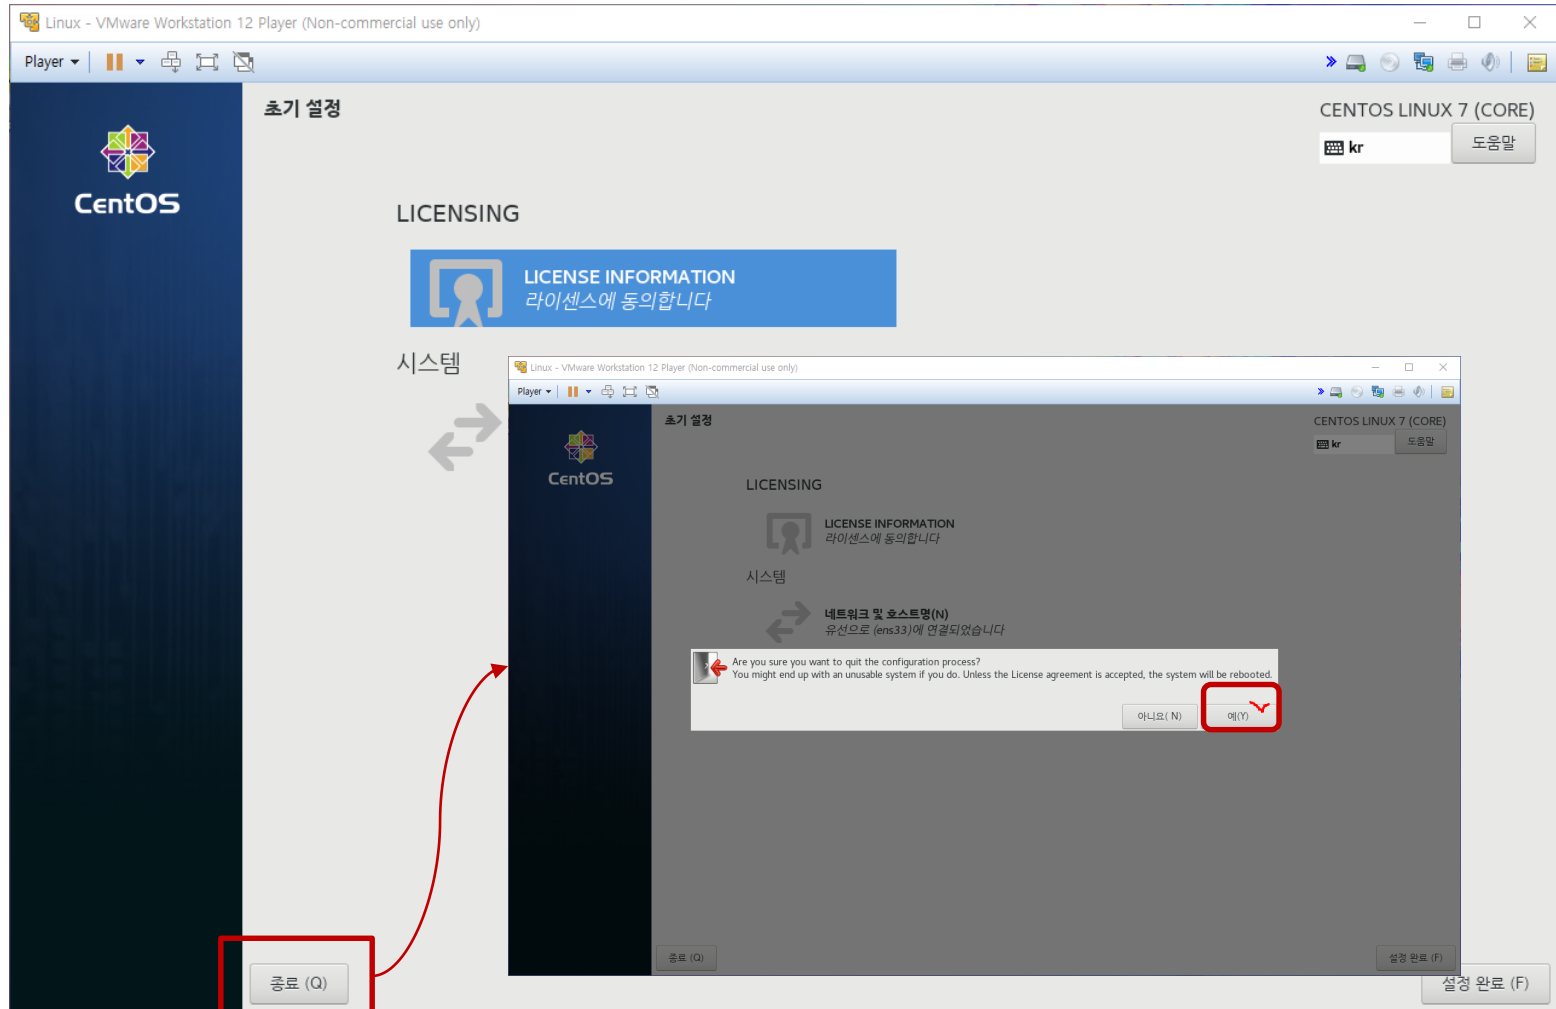 Linux - VMware Workstation 12 Player (Non-commercial use only)
Player
CentOS
초기 설정
CENTOS LINUX 7 (CORE)
kr
도움말
LICENSING
LICENSE INFORMATION
라이센스에 동의합니다
시스템
Linux - VMware Workstation 12 Player (Non-commercial use only)
Player
CentOS
초기 설정
CENTOS LINUX 7 (CORE)
kr
도움말
LICENSING
LICENSE INFORMATION
라이센스에 동의합니다
시스템
네트워크 및 호스트명(N)
유선으로 (ens33)에 연결되었습니다
Are you sure you want to quit the configuration process?
You might end up with an unusable system if you do. Unless the License agreement is accepted, the system will be rebooted.
아니요( N)
예(Y)
종료 (Q)
설정 완료 (F)
종료 (Q)
설정 완료 (F)